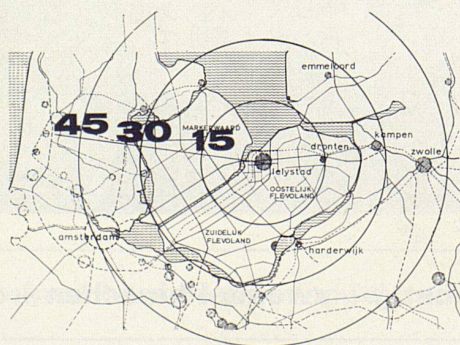 emmeloord
45 30 15
MARKERWAARD
kampen
dronten
zwolle
lelystad
OOSTELIJK
FLEVOLAND
ZUIDELIJK
FLEVOLAND
amsterdam
harderwijk